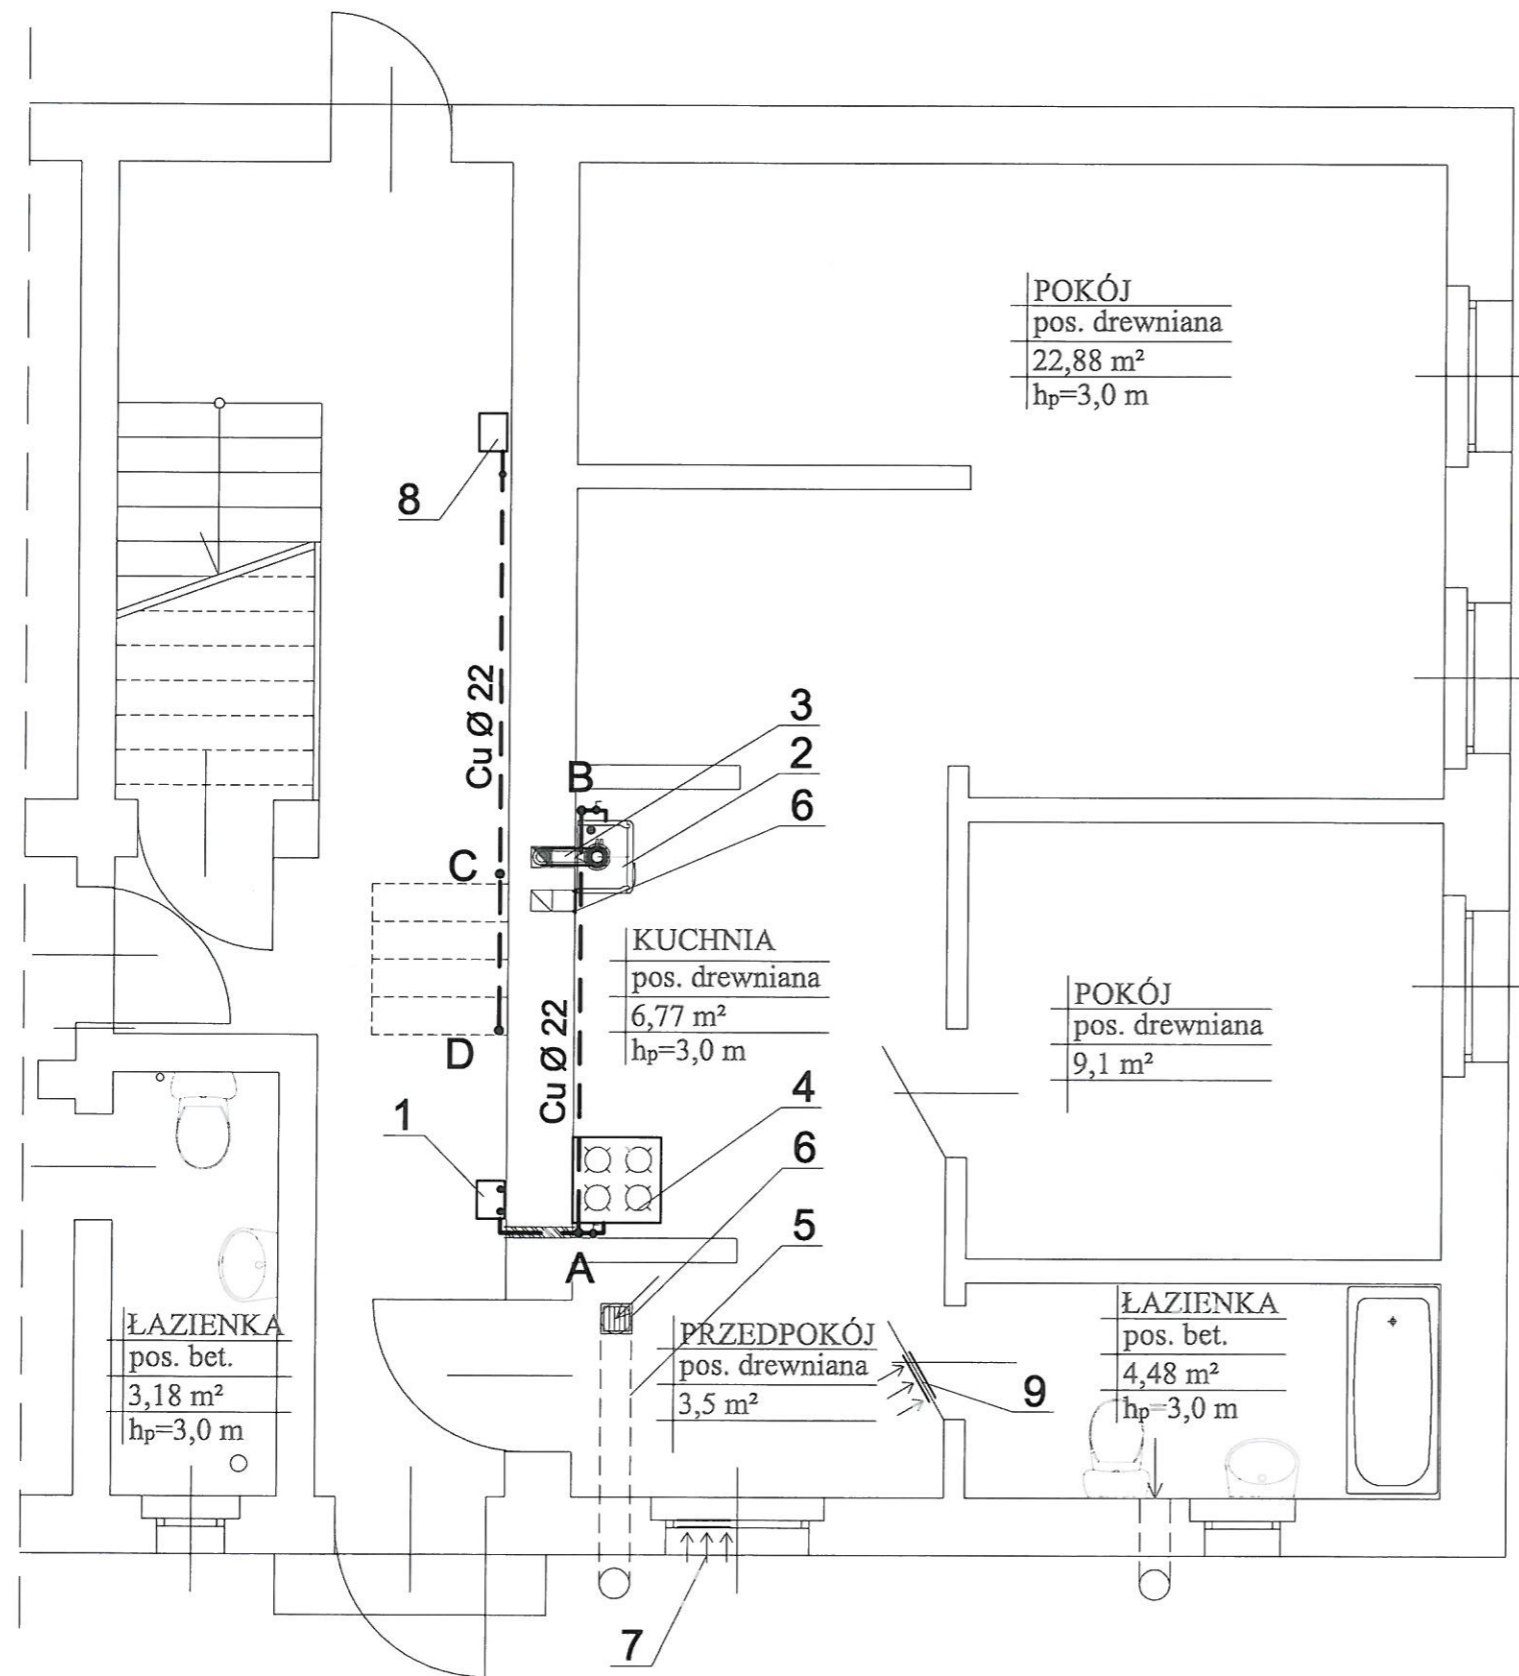 POKÓJ
pos. drewniana
22,88 m²
hp=3,0 m
8
Cu Ø 22
3
2
B
6
C
KUCHNIA
pos. drewniana
6,77 m²
hp=3,0 m
POKÓJ
pos. drewniana
9,1 m²
Cu Ø 22
D
4
1
6
5
A
ŁAZIENKA
pos. bet.
3,18 m²
hp=3,0 m
PRZEDPOKÓJ
pos. drewniana
3,5 m²
9
ŁAZIENKA
pos. bet.
4,48 m²
hp=3,0 m
7